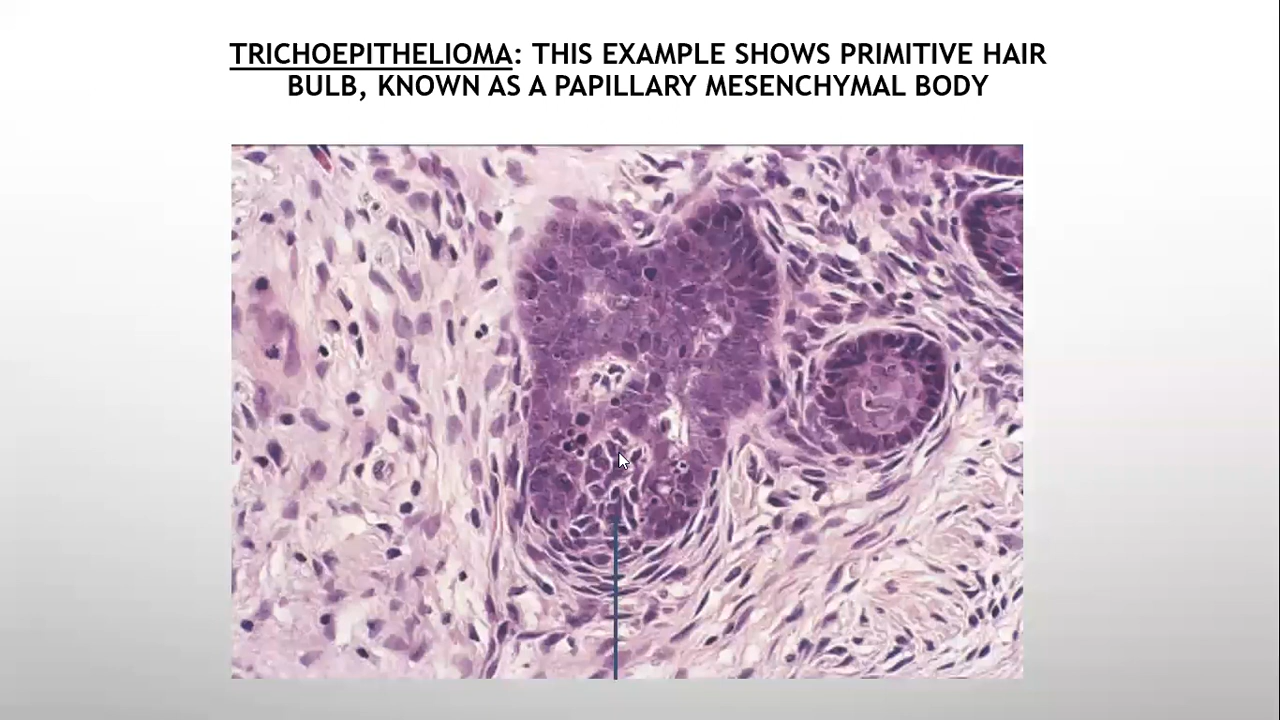 TRICHOEPITHELIOMA: THIS EXAMPLE SHOWS PRIMITIVE HAIR
BULB, KNOWN AS A PAPILLARY MESENCHYMAL BODY